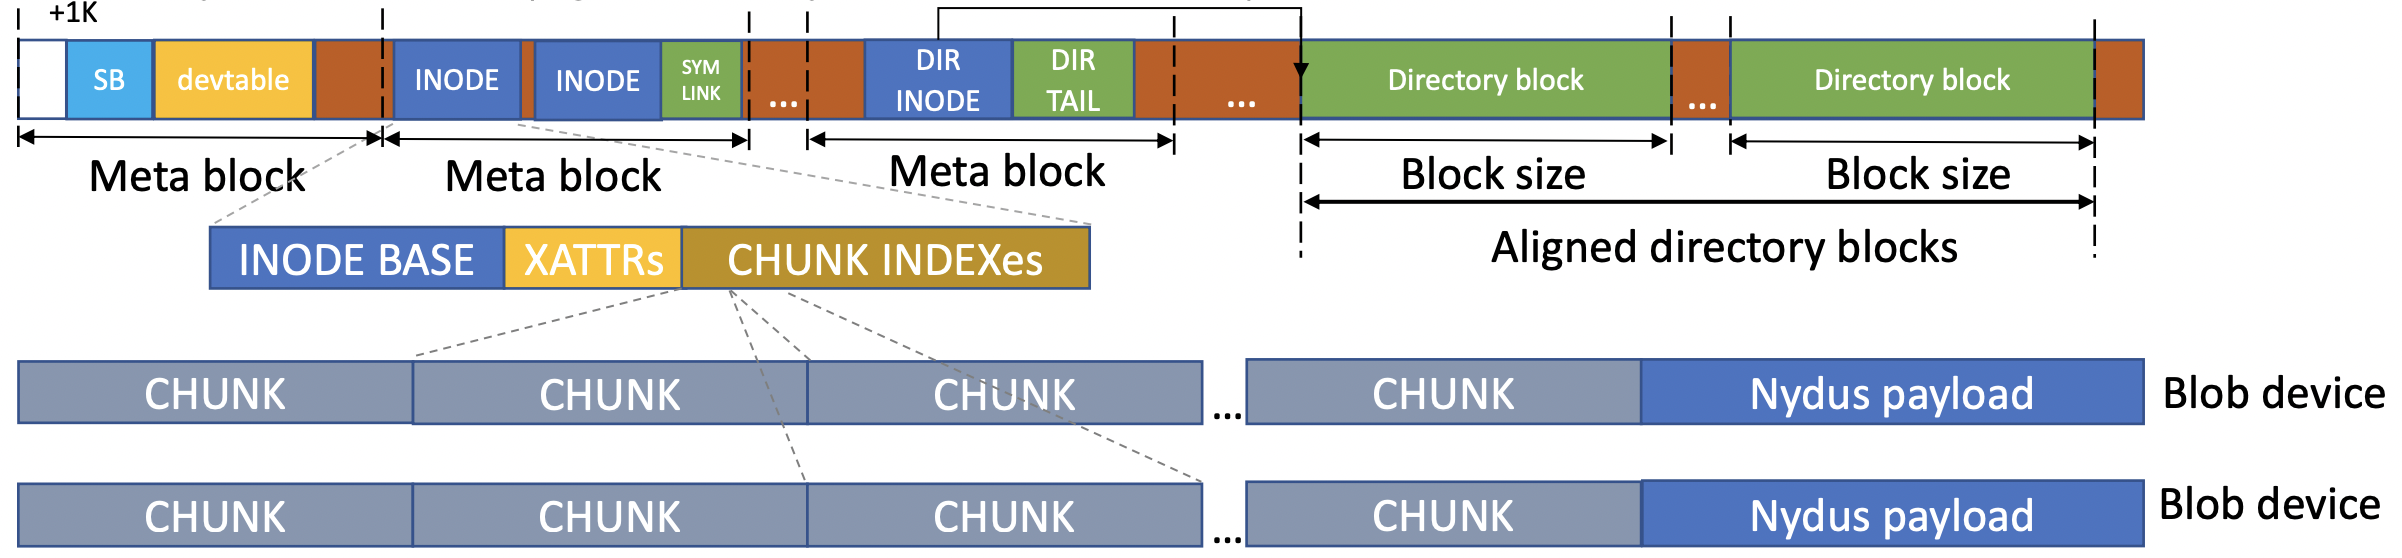 +1K
SB
devtable
INODE
INODE
SYM
LINK
...
DIR
INODE
DIR
TAIL
...
Directory block
...
Directory block
Meta block
Meta block
Meta block
Block size
Block size
Aligned directory blocks
INODE BASE
XATTRs
CHUNK INDEXes
CHUNK
CHUNK
CHUNK
...
CHUNK
Nydus payload
Blob device
CHUNK
CHUNK
CHUNK
...
CHUNK
Nydus payload
Blob device